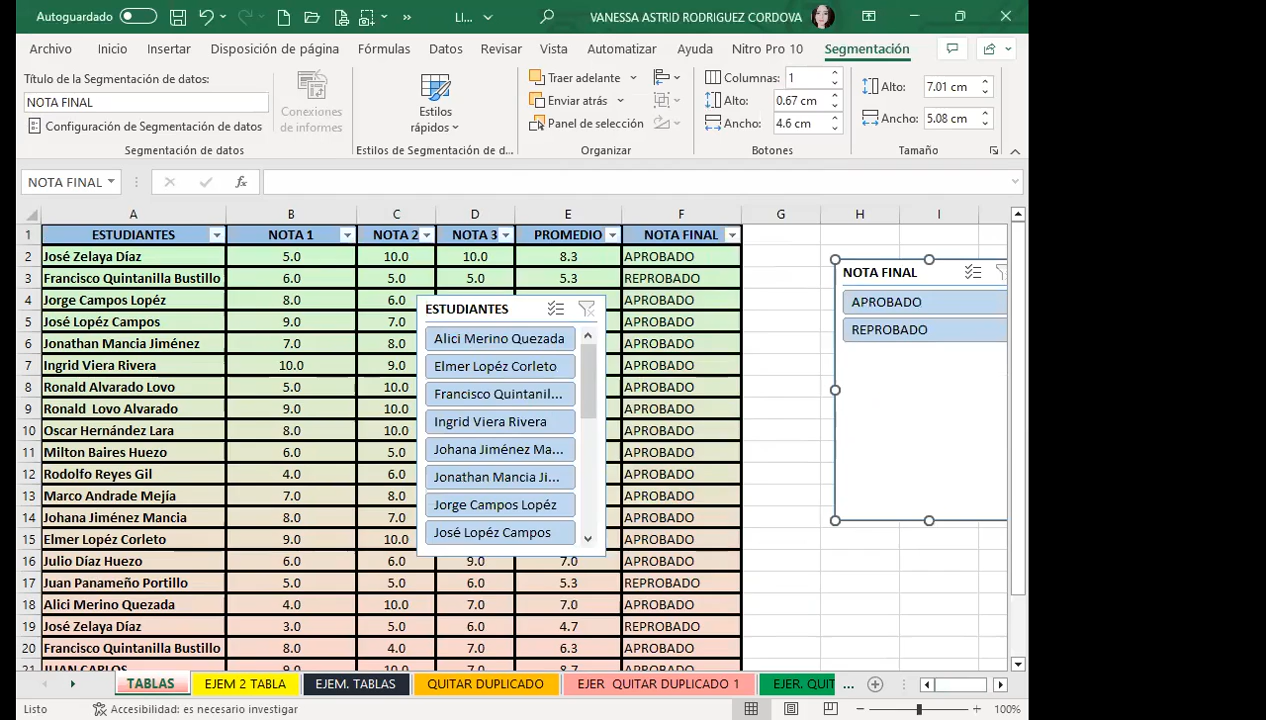 Autoguardado
LI...
VANESSA ASTRID RODRIGUEZ CORDOVA
Archivo Inicio Insertar Disposición de página Fórmulas Datos Revisar Vista Automatizar Ayuda Nitro Pro 10 Segmentación
Título de la Segmentación de datos:
NOTA FINAL
Configuración de Segmentación de datos
Conexiones de informes
Segmentación de datos
Estilos rápidos
Estilos de Segmentación de d...
Traer adelante
Enviar atrás
Panel de selección
Organizar
Columnas: 1
Alto: 0.67 cm
Ancho: 4.6 cm
Botones
Alto: 7.01 cm
Ancho: 5.08 cm
Tamaño
NOTA FINAL fx
A B C D E F G H I
1 ESTUDIANTES NOTA 1 NOTA 2 NOTA 3 PROMEDIO NOTA FINAL
2 José Zelaya Díaz 5.0 10.0 10.0 8.3 APROBADO
3 Francisco Quintanilla Bustillo 6.0 5.0 5.0 5.3 REPROBADO
4 Jorge Campos Lopéz 8.0 6.0 APROBADO
5 José Lopéz Campos 9.0 7.0 APROBADO
6 Jonathan Mancia Jiménez 7.0 8.0 APROBADO
7 Ingrid Viera Rivera 10.0 9.0 APROBADO
8 Ronald Alvarado Lovo 5.0 10.0 APROBADO
9 Ronald Lovo Alvarado 9.0 10.0 APROBADO
10 Oscar Hernández Lara 8.0 10.0 APROBADO
11 Milton Baires Huezo 6.0 5.0 APROBADO
12 Rodolfo Reyes Gil 4.0 6.0 APROBADO
13 Marco Andrade Mejía 7.0 8.0 APROBADO
14 Johana Jiménez Mancia 8.0 7.0 APROBADO
15 Elmer Lopéz Corleto 9.0 10.0 APROBADO
16 Julio Díaz Huezo 6.0 6.0 9.0 7.0 APROBADO
17 Juan Panameño Portillo 5.0 5.0 6.0 5.3 REPROBADO
18 Alici Merino Quezada 4.0 10.0 7.0 7.0 APROBADO
19 José Zelaya Díaz 3.0 5.0 6.0 4.7 REPROBADO
20 Francisco Quintanilla Bustillo 8.0 4.0 7.0 6.3 APROBADO
21 JUAN CARLOS 9.0 10.0 7.0 8.7 APROBADO
ESTUDIANTES
Alici Merino Quezada
Elmer Lopéz Corleto
Francisco Quintanil...
Ingrid Viera Rivera
Johana Jiménez Ma...
Jonathan Mancia Ji...
Jorge Campos Lopéz
José Lopéz Campos
NOTA FINAL
APROBADO
REPROBADO
TABLAS EJEM 2 TABLA EJEM. TABLAS QUITAR DUPLICADO EJER QUITAR DUPLICADO 1 EJER. QUIT ...
Listo Accesibilidad: es necesario investigar 100%